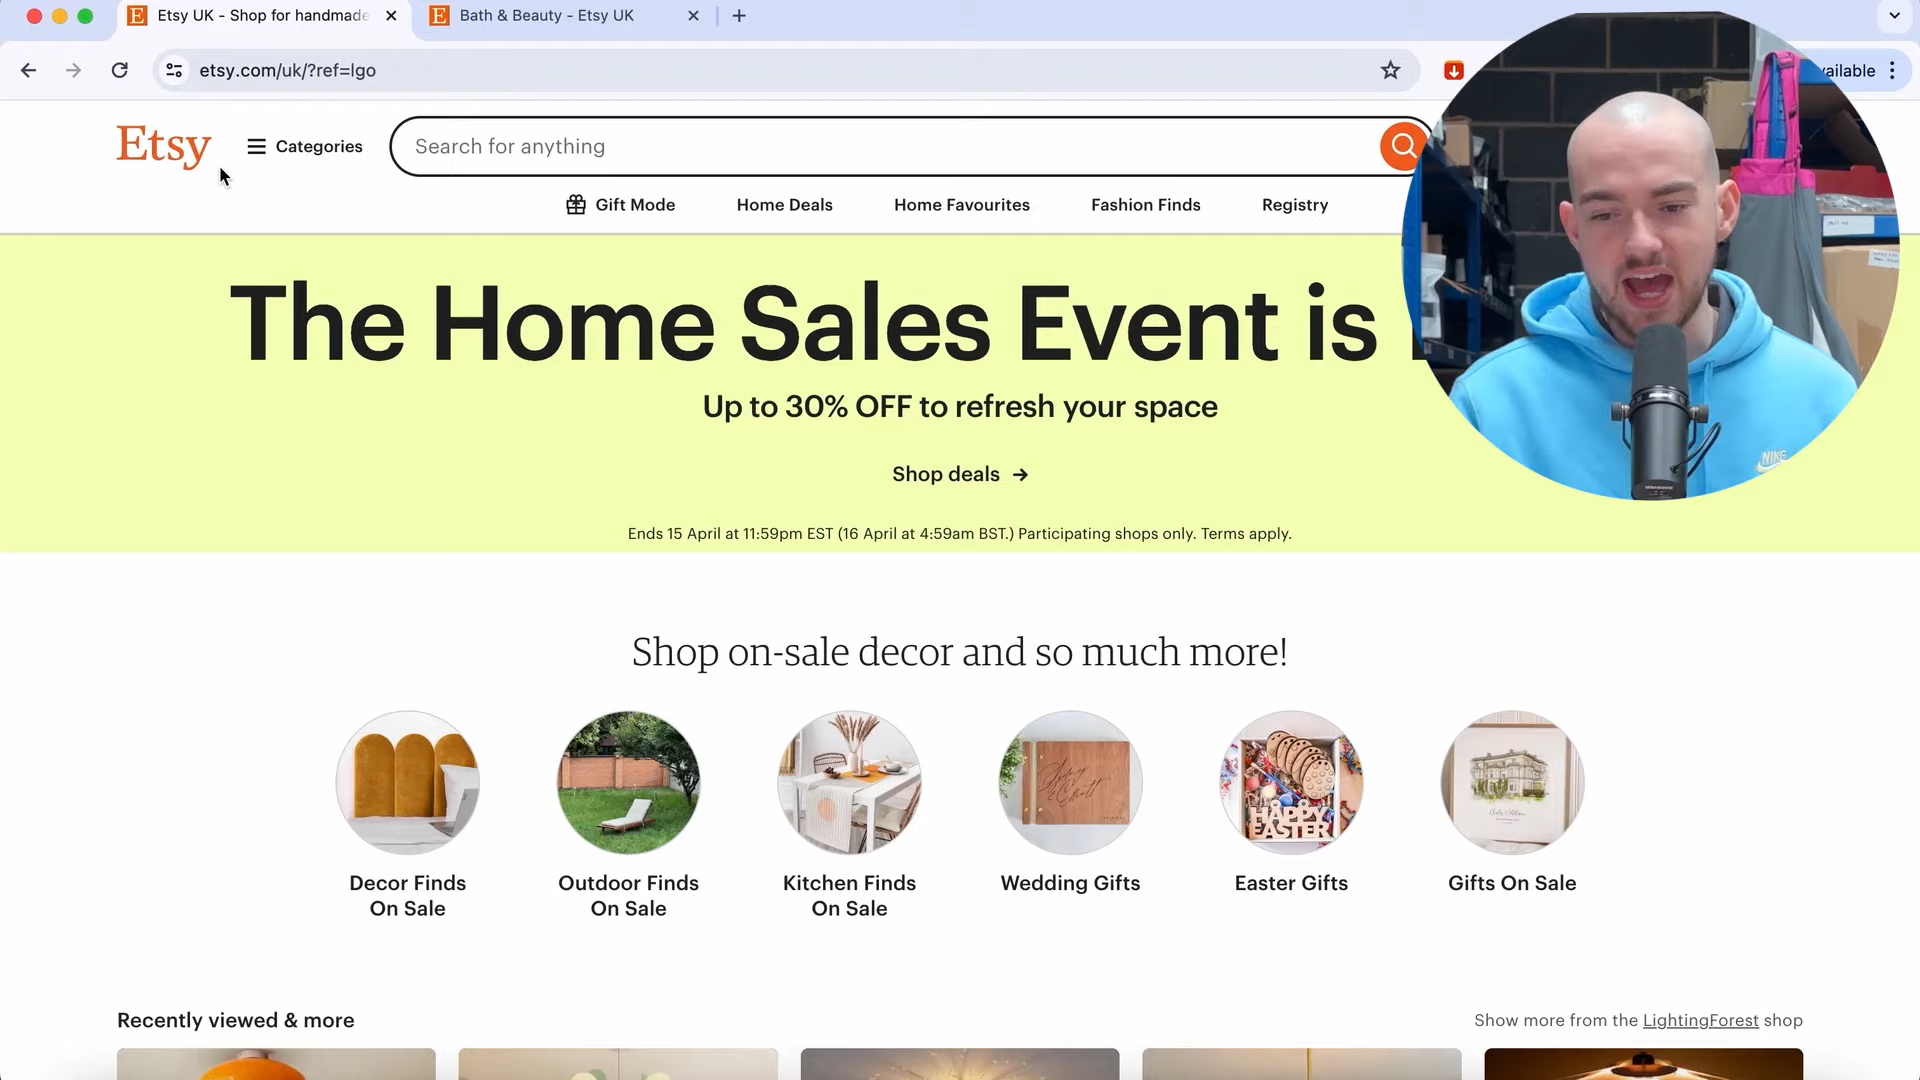 Etsy UK - Shop for handmade
Bath & Beauty - Etsy UK
etsy.com/uk/?ref=lgo
Etsy
Categories
Search for anything
Gift Mode
Home Deals
Home Favourites
Fashion Finds
Registry
The Home Sales Event is
Up to 30% OFF to refresh your space
Shop deals →
Ends 15 April at 11:59pm EST (16 April at 4:59am BST.) Participating shops only. Terms apply.
NIKE
Shop on-sale decor and so much more!
HAPPY
EASTER
Decor Finds
On Sale
Outdoor Finds
On Sale
Kitchen Finds
On Sale
Wedding Gifts
Easter Gifts
Gifts On Sale
Recently viewed & more
Show more from the LightingForest shop